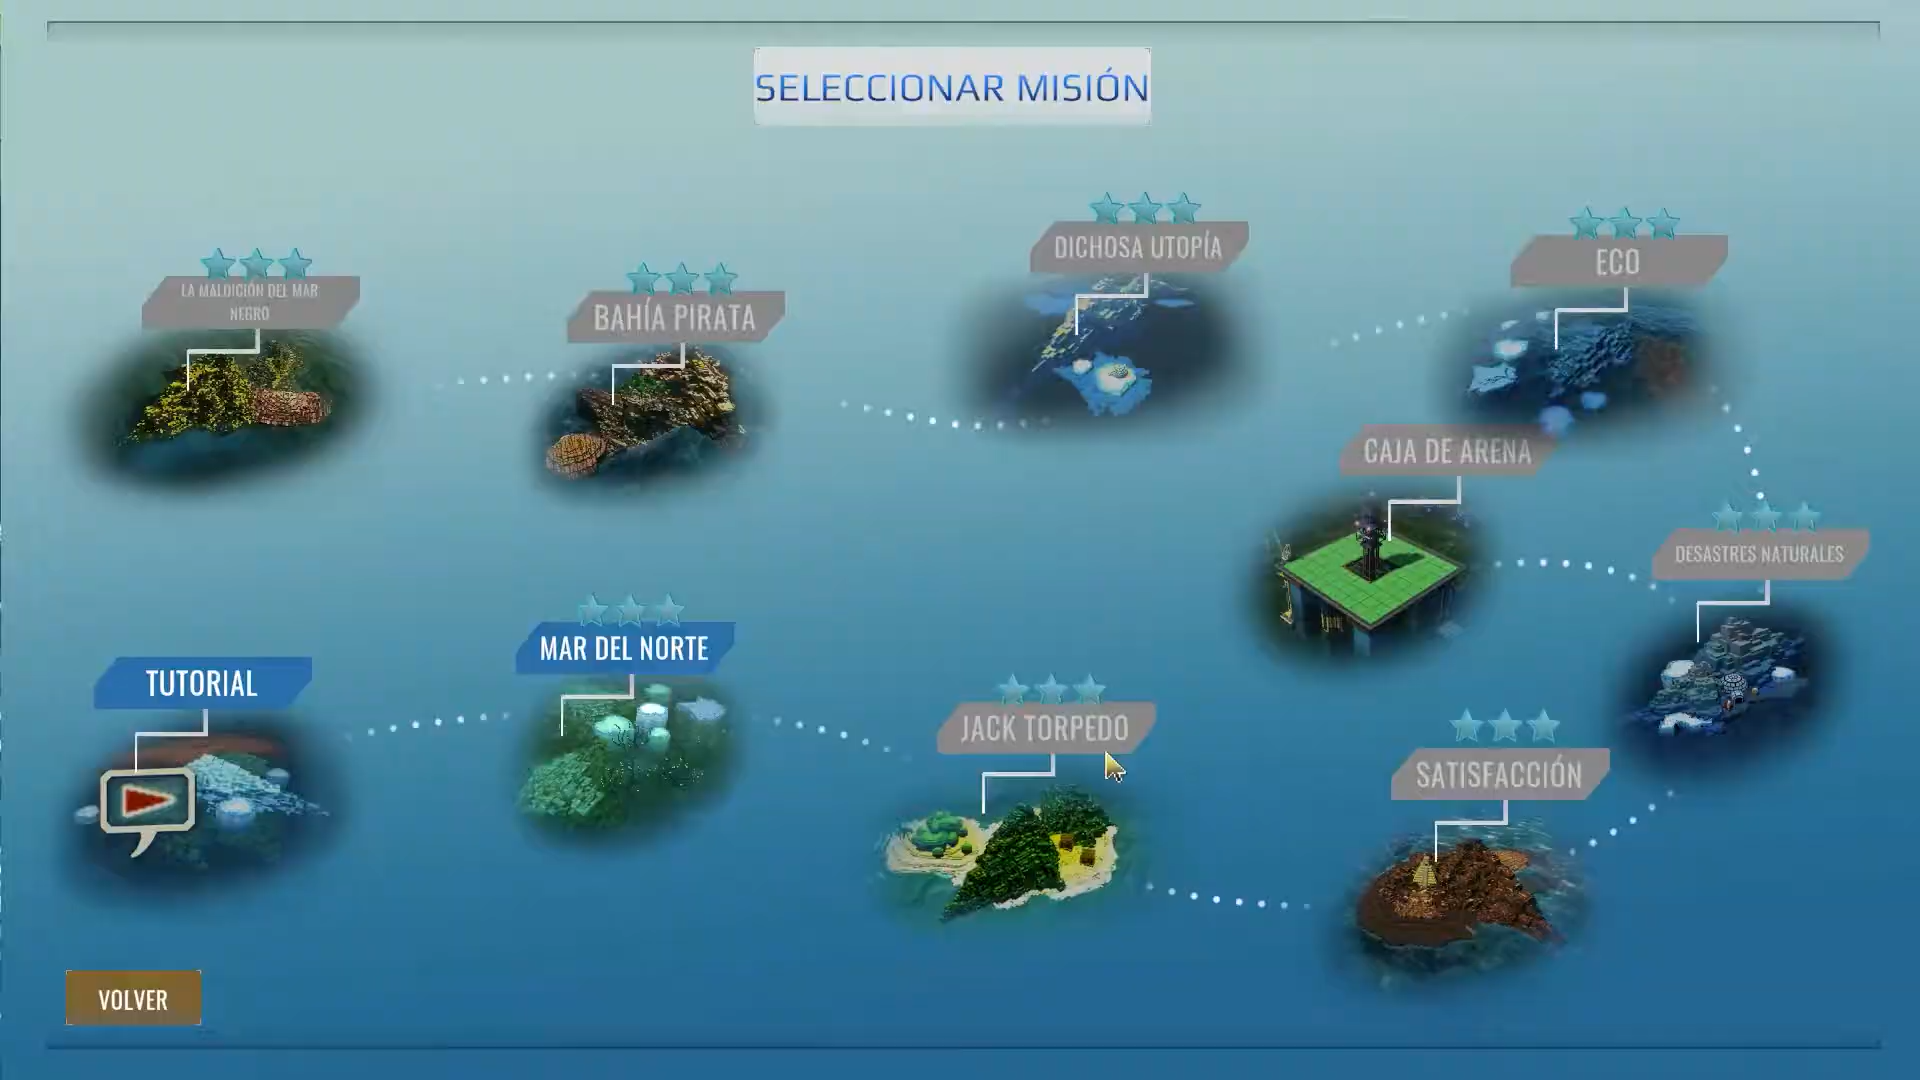 SELECCIONAR MISIÓN
DICHOSA UTOPÍA
ECO
LA MALDICIÓN DEL MAR
NEGRO
BAHÍA PIRATA
CAJA DE ARENA
DESASTRES NATURALES
MAR DEL NORTE
TUTORIAL
JACK TORPEDO
SATISFACCIÓN
VOLVER